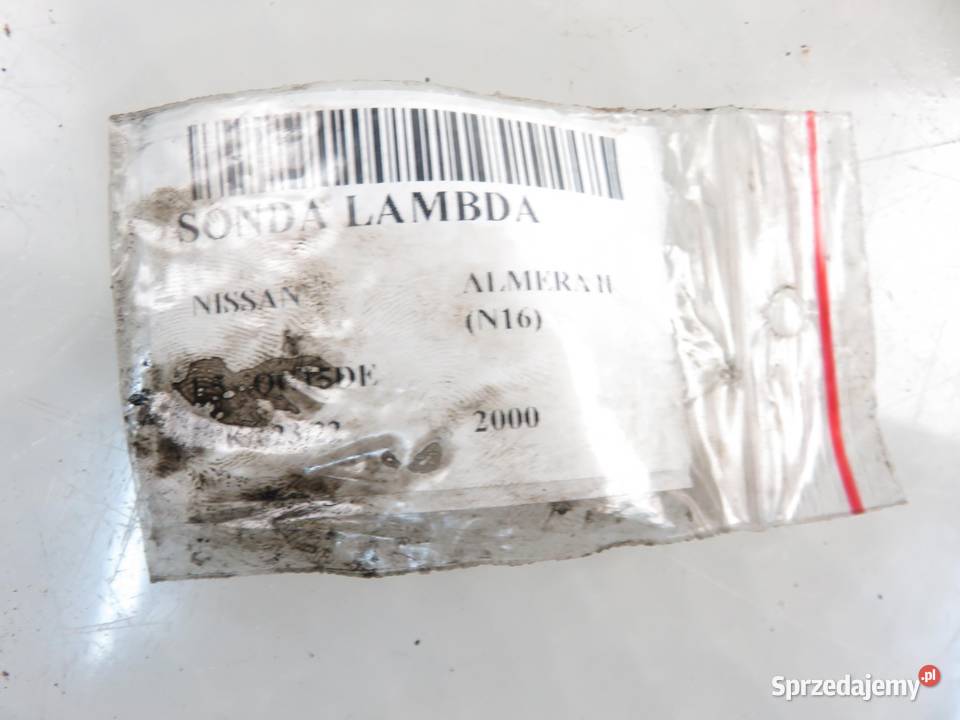 SONDA LAMBDA
NISSAN
ALMERA II
(N16)
2000
Sprzedajemy.pl